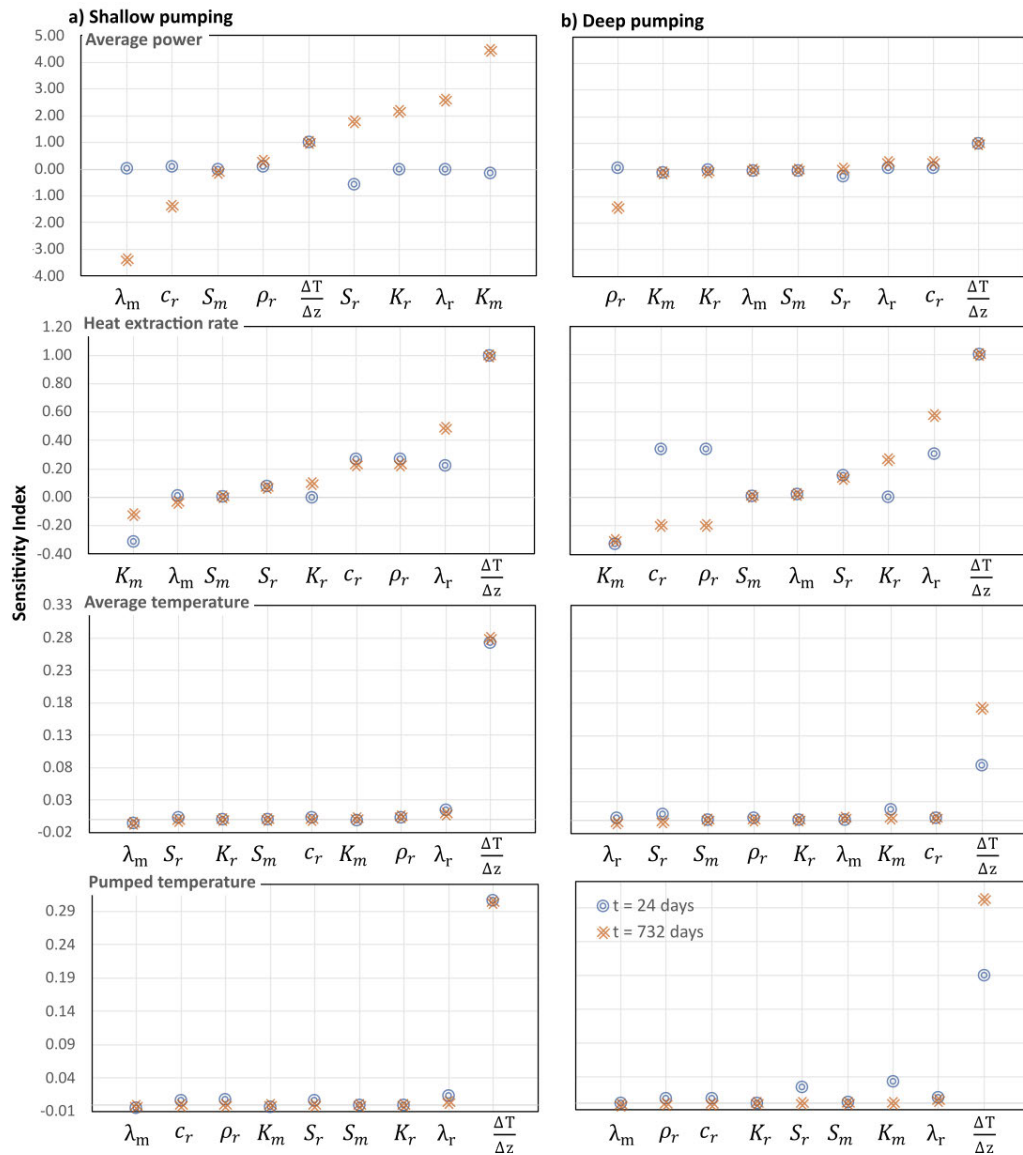 a) Shallow pumping
b) Deep pumping
Average power
5.00
4.00
3.00
2.00
1.00
0.00
-1.00
-2.00
-3.00
-4.00
λm cr Sm ρr ΔT/Δz Sr Kr λr Km
ρr Km Kr λm Sm Sr λr cr ΔT/Δz
Heat extraction rate
1.20
1.00
0.80
0.60
0.40
0.20
0.00
-0.20
-0.40
Km λm Sm Sr Kr cr ρr λr ΔT/Δz
Km cr ρr Sm λm Sr Kr λr ΔT/Δz
Sensitivity Index
Average temperature
0.33
0.28
0.23
0.18
0.13
0.08
0.03
-0.02
λm Sr Kr Sm cr Km ρr λr ΔT/Δz
λr Sr Sm ρr Kr λm Km cr ΔT/Δz
Pumped temperature
0.29
0.24
0.19
0.14
0.09
0.04
-0.01
t = 24 days
t = 732 days
λm cr ρr Km Sr Sm Kr λr ΔT/Δz
λm ρr cr Kr Sr Sm Km λr ΔT/Δz